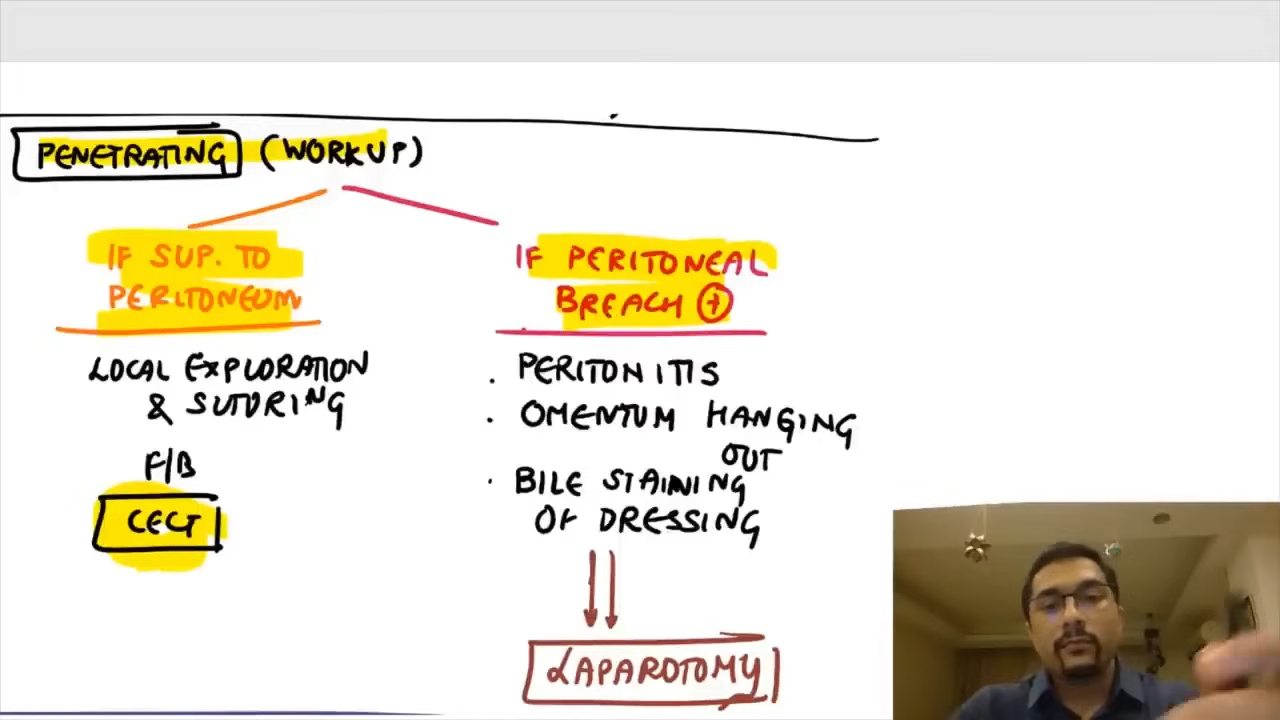 PENETRATING (WORKUP)
IF SUP. TO
PERITONEUM
LOCAL EXPLORATION
& SUTURING
F/B
CECT
IF PERITONEAL
BREACH +
. PERITONITIS
. OMENTUM HANGING
OUT
. BILE STAINING
OF DRESSING
LAPAROTOMY